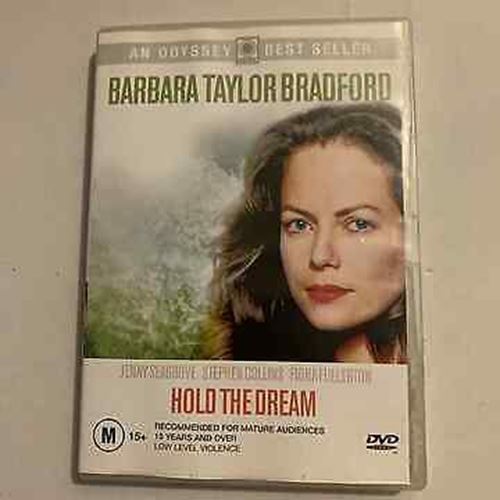 AN ODYSSEY BEST SELLER
BARBARA TAYLOR BRADFORD
JENNY SEAGROVE STEPHEN COLLINS FIONA FULLERTON
HOLD THE DREAM
M 15+
RECOMMENDED FOR MATURE AUDIENCES
15 YEARS AND OVER
LOW LEVEL VIOLENCE
DVD